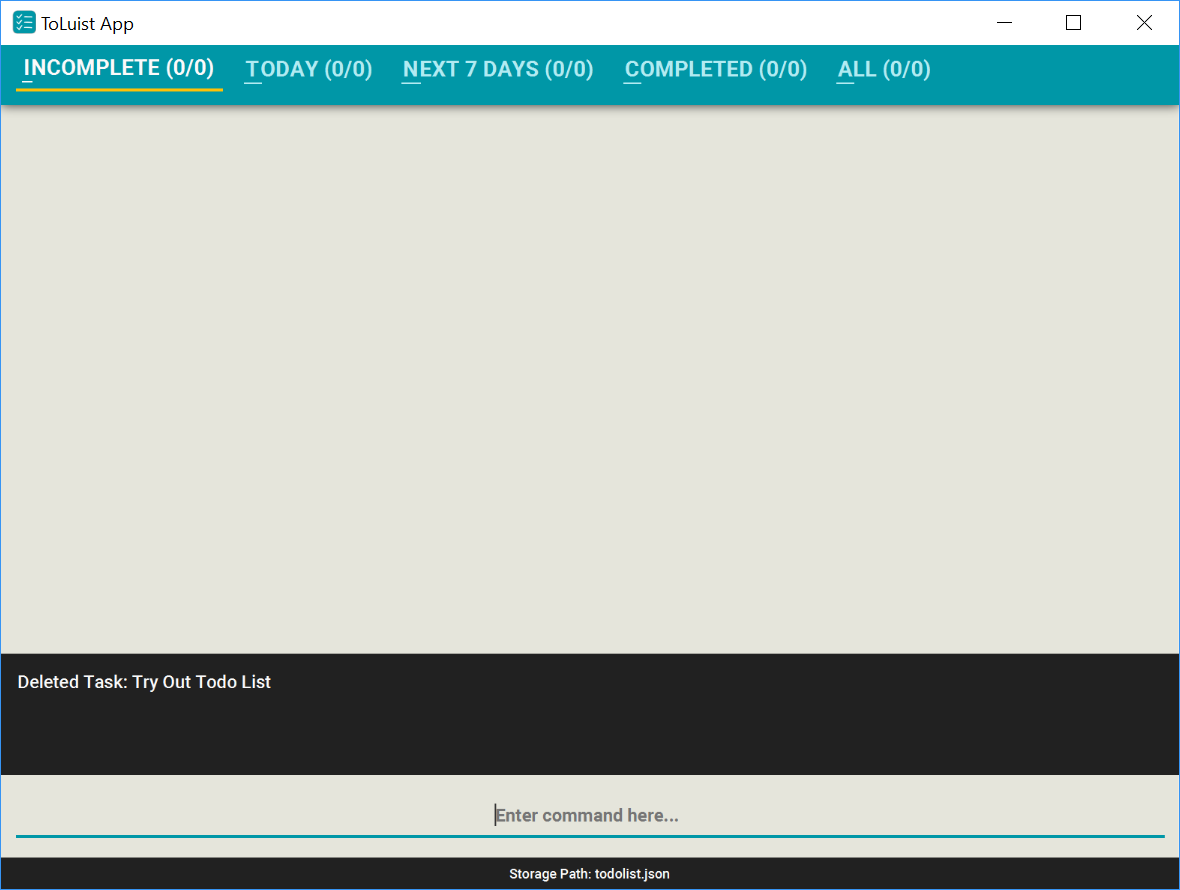 ToLuist App
INCOMPLETE (0/0) TODAY (0/0) NEXT 7 DAYS (0/0) COMPLETED (0/0) ALL (0/0)
Deleted Task: Try Out Todo List
Enter command here...
Storage Path: todolist.json